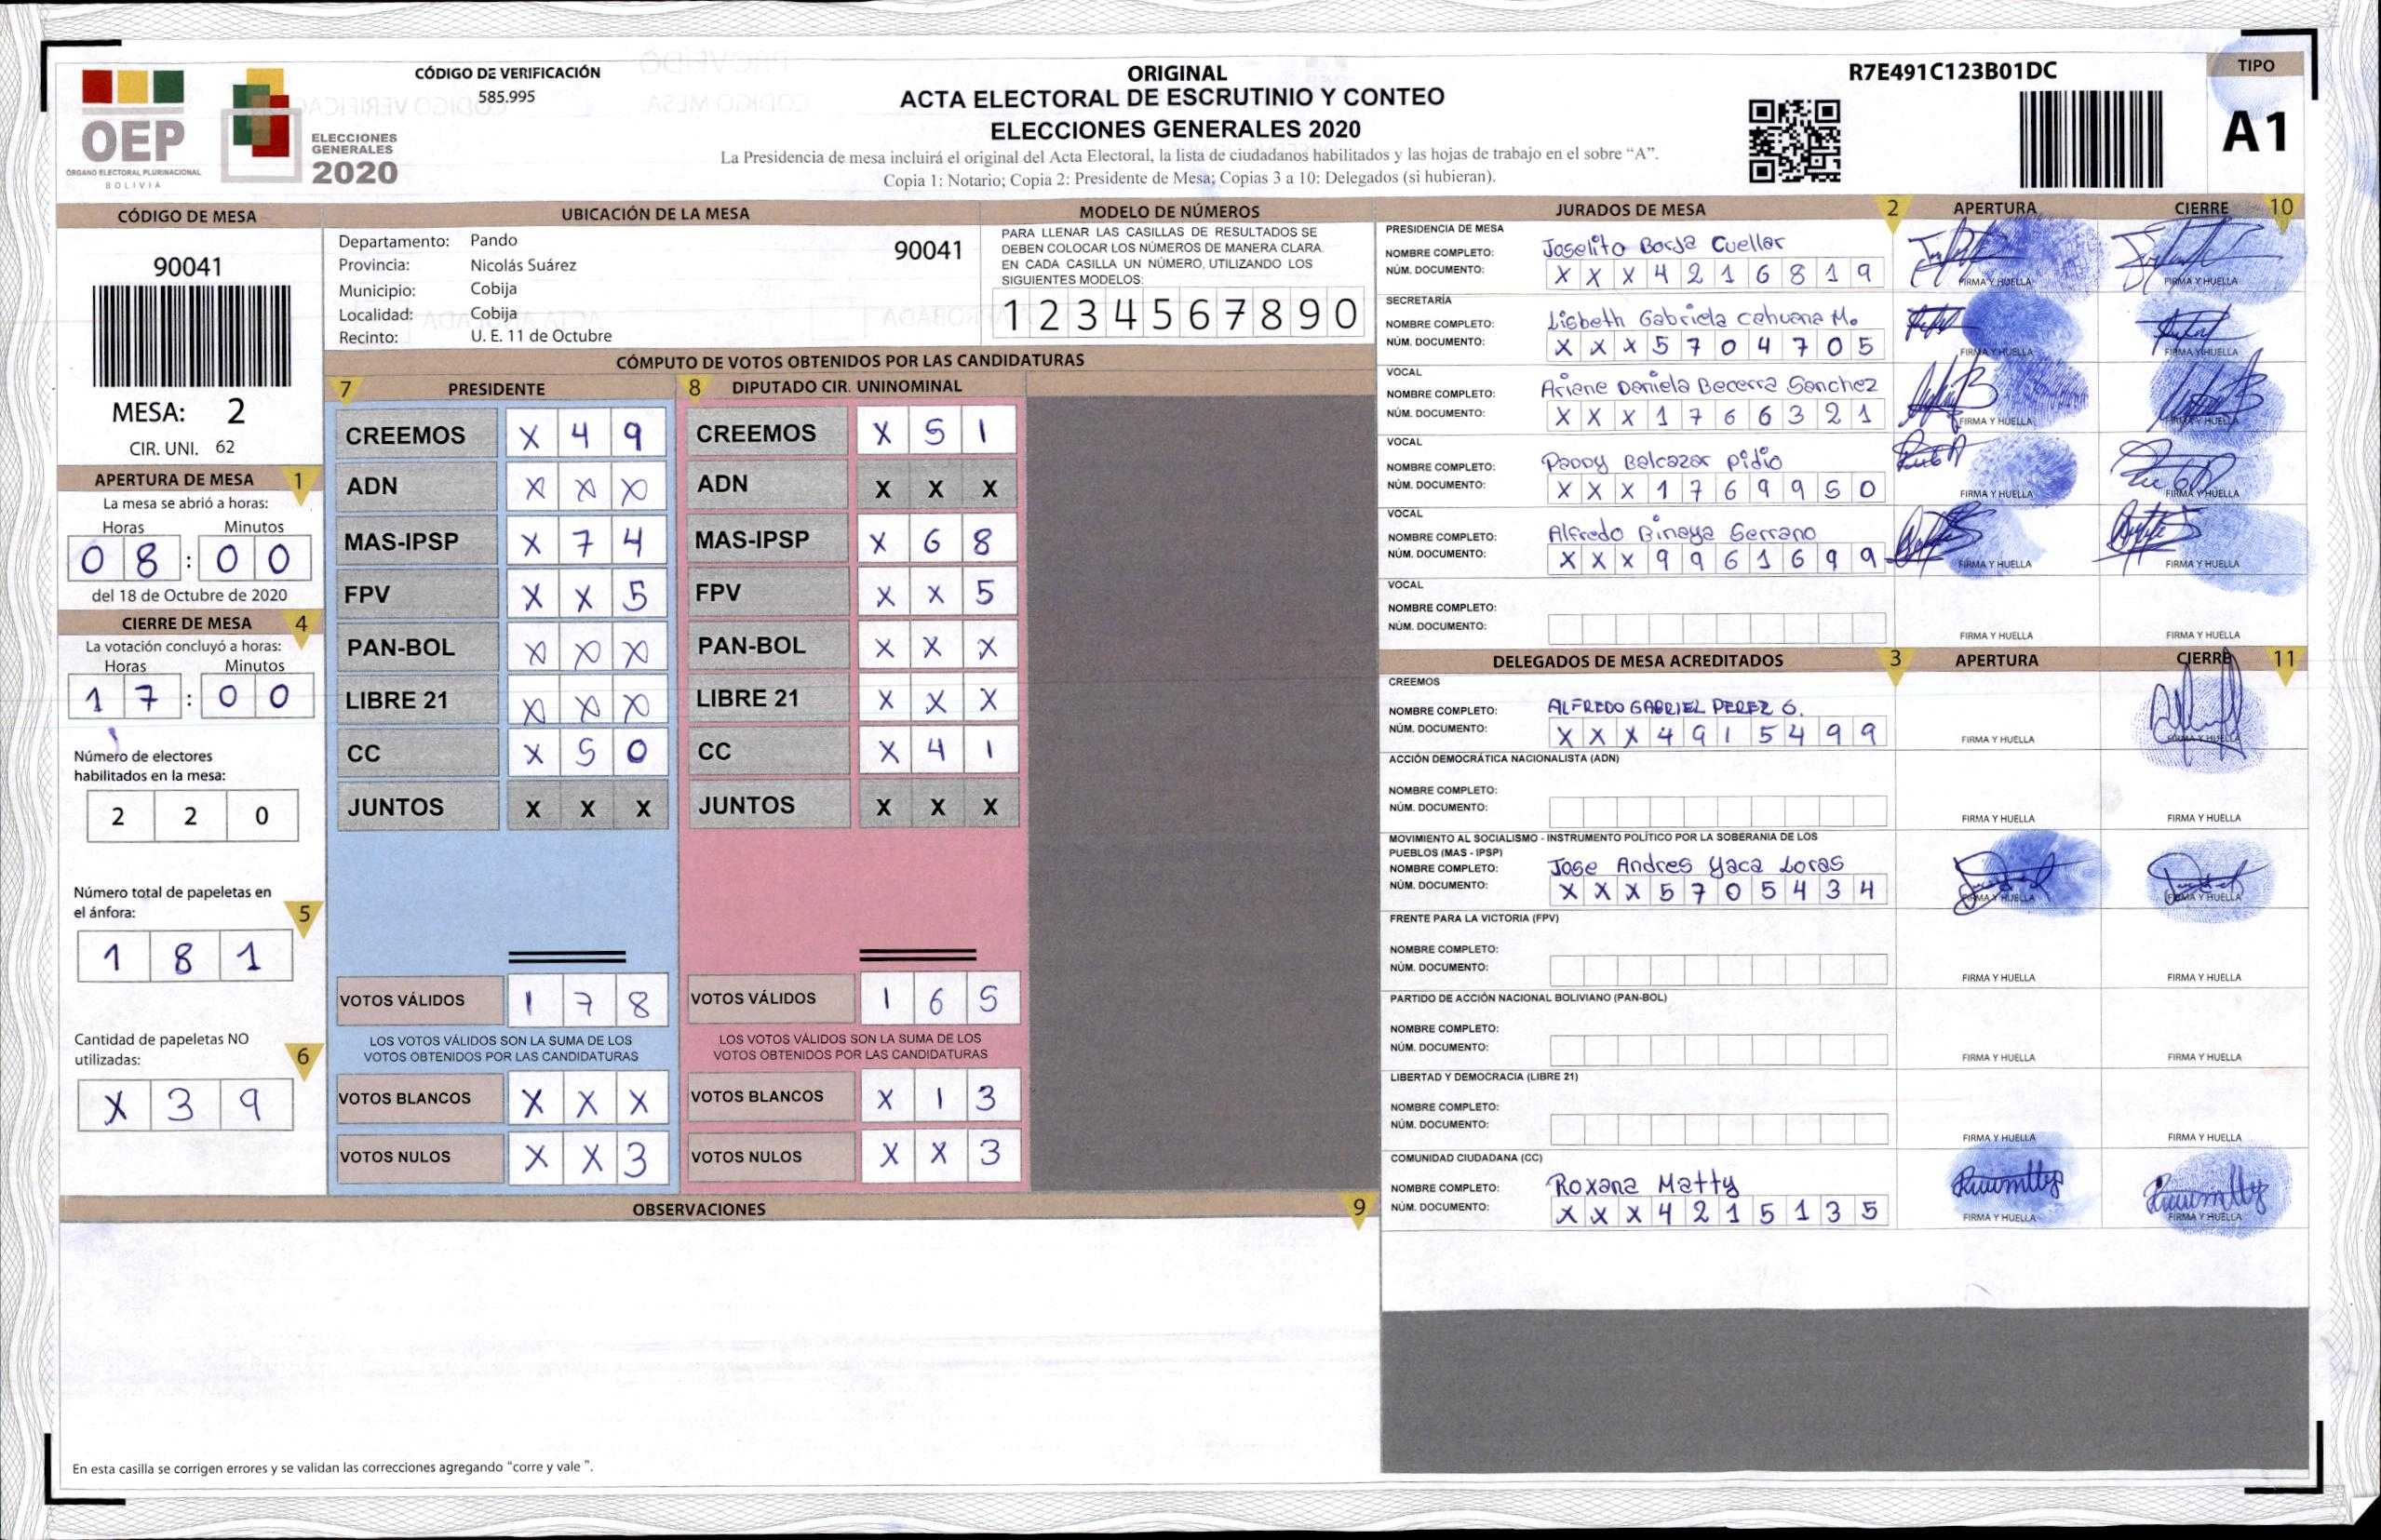 CÓDIGO DE VERIFICACIÓN
585.995
OEP
ÓRGANO ELECTORAL PLURINACIONAL
BOLIVIA
ELECCIONES
GENERALES
2020
ORIGINAL
ACTA ELECTORAL DE ESCRUTINIO Y CONTEO
ELECCIONES GENERALES 2020
La Presidencia de mesa incluirá el original del Acta Electoral, la lista de ciudadanos habilitados y las hojas de trabajo en el sobre “A”.
Copia 1: Notario; Copia 2: Presidente de Mesa; Copias 3 a 10: Delegados (si hubieran).
R7E491C123B01DC
TIPO
A1
CÓDIGO DE MESA
90041
MESA: 2
CIR. UNI. 62
APERTURA DE MESA 1
La mesa se abrió a horas:
Horas Minutos
0 8 : 0 0
del 18 de Octubre de 2020
CIERRE DE MESA 4
La votación concluyó a horas:
Horas Minutos
1 7 : 0 0
Número de electores
habilitados en la mesa:
2 2 0
Número total de papeletas en
el ánfora: 5
1 8 1
Cantidad de papeletas NO
utilizadas: 6
X 3 9
UBICACIÓN DE LA MESA
Departamento: Pando
90041
Provincia: Nicolás Suárez
Municipio: Cobija
Localidad: Cobija
Recinto: U. E. 11 de Octubre
MODELO DE NÚMEROS
PARA LLENAR LAS CASILLAS DE RESULTADOS SE
DEBEN COLOCAR LOS NÚMEROS DE MANERA CLARA.
EN CADA CASILLA UN NÚMERO, UTILIZANDO LOS
SIGUIENTES MODELOS:
1 2 3 4 5 6 7 8 9 0
CÓMPUTO DE VOTOS OBTENIDOS POR LAS CANDIDATURAS
7 PRESIDENTE
CREEMOS X 4 9
ADN X X X
MAS-IPSP X 7 4
FPV X X 5
PAN-BOL X X X
LIBRE 21 X X X
CC X 5 0
JUNTOS X X X
VOTOS VÁLIDOS 1 7 8
LOS VOTOS VÁLIDOS SON LA SUMA DE LOS
VOTOS OBTENIDOS POR LAS CANDIDATURAS
VOTOS BLANCOS X X X
VOTOS NULOS X X 3
8 DIPUTADO CIR. UNINOMINAL
CREEMOS X 5 1
ADN X X X
MAS-IPSP X 6 8
FPV X X 5
PAN-BOL X X X
LIBRE 21 X X X
CC X 4 1
JUNTOS X X X
VOTOS VÁLIDOS 1 6 5
LOS VOTOS VÁLIDOS SON LA SUMA DE LOS
VOTOS OBTENIDOS POR LAS CANDIDATURAS
VOTOS BLANCOS X 1 3
VOTOS NULOS X X 3
OBSERVACIONES 9
En esta casilla se corrigen errores y se validan las correcciones agregando “corre y vale ”.
JURADOS DE MESA 2 APERTURA CIERRE 10
PRESIDENCIA DE MESA
NOMBRE COMPLETO: Joselito Borja Cuellar
NÚM. DOCUMENTO: X X X 4 2 1 6 8 1 9
FIRMA Y HUELLA FIRMA Y HUELLA
SECRETARÍA
NOMBRE COMPLETO: Lisbeth Gabriela Cahuana M.
NÚM. DOCUMENTO: X X X 5 7 0 4 7 0 5
FIRMA Y HUELLA FIRMA Y HUELLA
VOCAL
NOMBRE COMPLETO: Ariane Daniela Becerra Sanchez
NÚM. DOCUMENTO: X X X 1 7 6 6 3 2 1
FIRMA Y HUELLA FIRMA Y HUELLA
VOCAL
NOMBRE COMPLETO: Balcazar Pidio
NÚM. DOCUMENTO: X X X 1 7 6 9 9 5 0
FIRMA Y HUELLA FIRMA Y HUELLA
VOCAL
NOMBRE COMPLETO: Alfredo Binaya Serrano
NÚM. DOCUMENTO: X X X 9 9 6 1 6 9 9
FIRMA Y HUELLA FIRMA Y HUELLA
VOCAL
NOMBRE COMPLETO:
NÚM. DOCUMENTO:
FIRMA Y HUELLA FIRMA Y HUELLA
DELEGADOS DE MESA ACREDITADOS 3 APERTURA CIERRE 11
CREEMOS
NOMBRE COMPLETO: ALFREDO GABRIEL PEREZ G.
NÚM. DOCUMENTO: X X X 4 9 1 5 4 9 9
FIRMA Y HUELLA FIRMA Y HUELLA
ACCIÓN DEMOCRÁTICA NACIONALISTA (ADN)
NOMBRE COMPLETO:
NÚM. DOCUMENTO:
FIRMA Y HUELLA FIRMA Y HUELLA
MOVIMIENTO AL SOCIALISMO - INSTRUMENTO POLÍTICO POR LA SOBERANIA DE LOS
PUEBLOS (MAS - IPSP)
NOMBRE COMPLETO: Jose Andres Yaca Loras
NÚM. DOCUMENTO: X X X 5 7 0 5 4 3 4
FIRMA Y HUELLA FIRMA Y HUELLA
FRENTE PARA LA VICTORIA (FPV)
NOMBRE COMPLETO:
NÚM. DOCUMENTO:
FIRMA Y HUELLA FIRMA Y HUELLA
PARTIDO DE ACCIÓN NACIONAL BOLIVIANO (PAN-BOL)
NOMBRE COMPLETO:
NÚM. DOCUMENTO:
FIRMA Y HUELLA FIRMA Y HUELLA
LIBERTAD Y DEMOCRACIA (LIBRE 21)
NOMBRE COMPLETO:
NÚM. DOCUMENTO:
FIRMA Y HUELLA FIRMA Y HUELLA
COMUNIDAD CIUDADANA (CC)
NOMBRE COMPLETO: Roxana Matty
NÚM. DOCUMENTO: X X X 4 2 1 5 1 3 5
FIRMA Y HUELLA FIRMA Y HUELLA